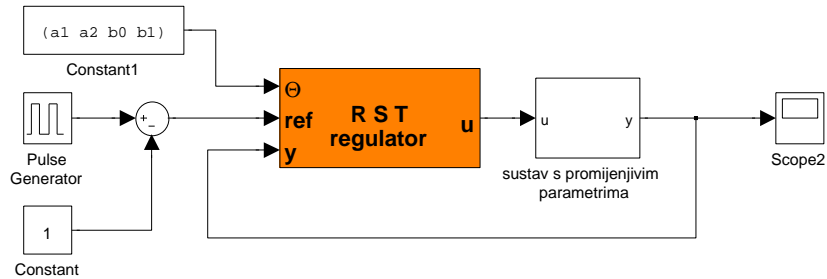 (a1 a2 b0 b1)
Constant1
Θ
ref
y
R S T
regulator
u
u
y
sustav s promijenjivim
parametrima
Scope2
+
−
Pulse
Generator
1
Constant